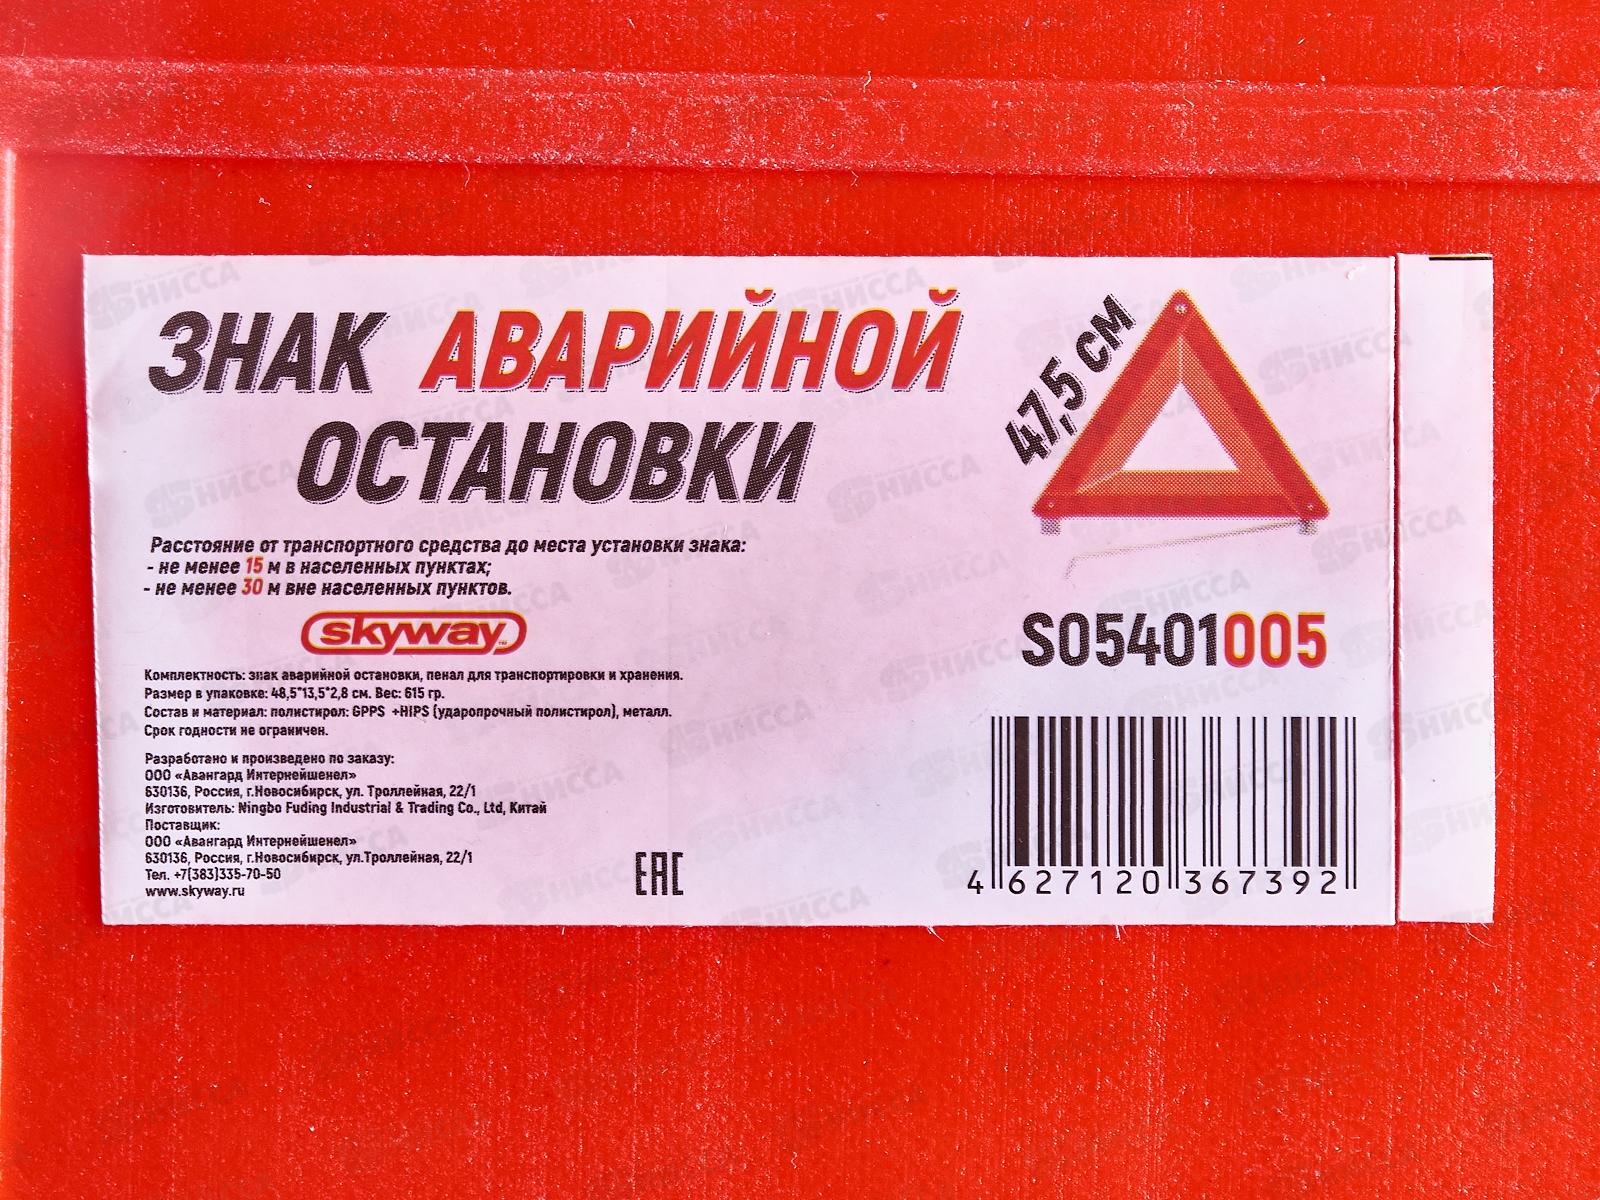 ЗНАК АВАРИЙНОЙ
ОСТАНОВКИ
47,5 см
Расстояние от транспортного средства до места установки знака:
- не менее 15 м в населенных пунктах;
- не менее 30 м вне населенных пунктов.
skyway™
SO5401005
Комплектность: знак аварийной остановки, пенал для транспортировки и хранения.
Размер в упаковке: 48,5*13,5*2,8 см. Вес: 615 гр.
Состав и материал: полистирол: GPPS +HIPS (ударопрочный полистирол), металл.
Срок годности не ограничен.
Разработано и произведено по заказу:
ООО «Авангард Интернейшенел»
630136, Россия, г.Новосибирск, ул. Троллейная, 22/1
Изготовитель: Ningbo Fuding Industrial & Trading Co., Ltd, Китай
Поставщик:
ООО «Авангард Интернейшенел»
630136, Россия, г.Новосибирск, ул.Троллейная, 22/1
Тел. +7(383)335-70-50
www.skyway.ru
EAC
4 627120 367392
НИССА